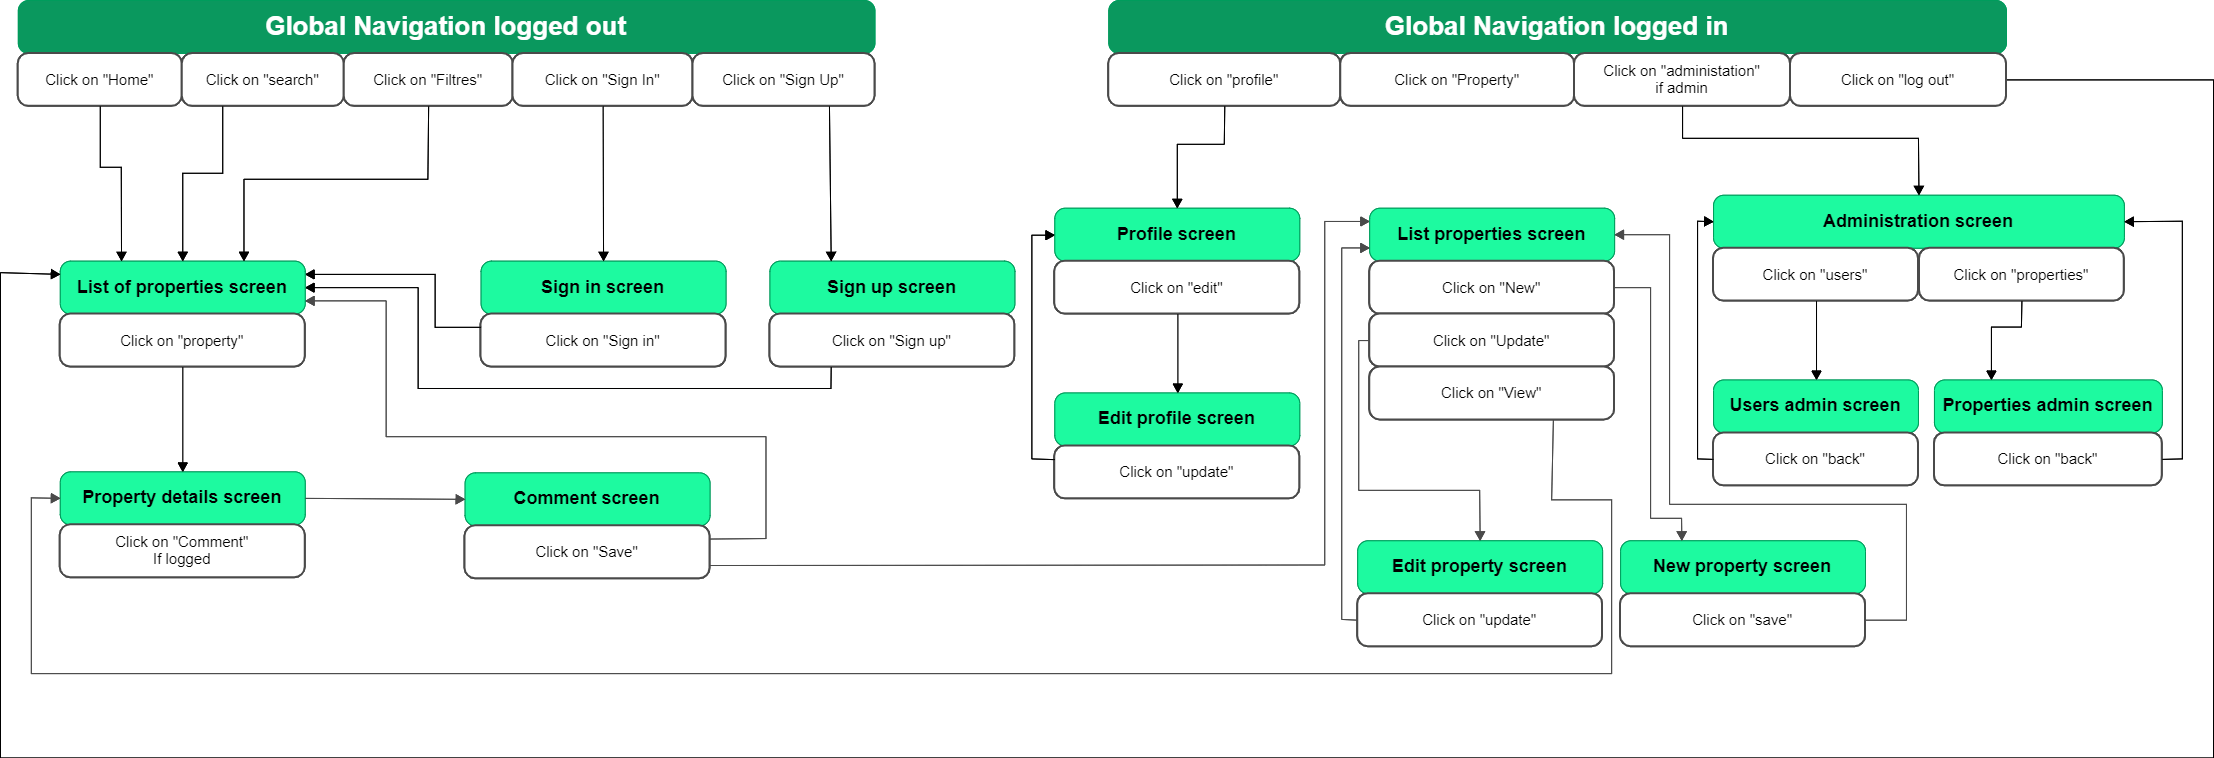 Global Navigation logged out
Click on "Home"
Click on "search"
Click on "Filtres"
Click on "Sign In"
Click on "Sign Up"
Global Navigation logged in
Click on "profile"
Click on "Property"
Click on "administation"
if admin
Click on "log out"
List of properties screen
Click on "property"
Sign in screen
Click on "Sign in"
Sign up screen
Click on "Sign up"
Property details screen
Click on "Comment"
If logged
Comment screen
Click on "Save"
Profile screen
Click on "edit"
Edit profile screen
Click on "update"
List properties screen
Click on "New"
Click on "Update"
Click on "View"
Edit property screen
Click on "update"
New property screen
Click on "save"
Administration screen
Click on "users"
Click on "properties"
Users admin screen
Click on "back"
Properties admin screen
Click on "back"